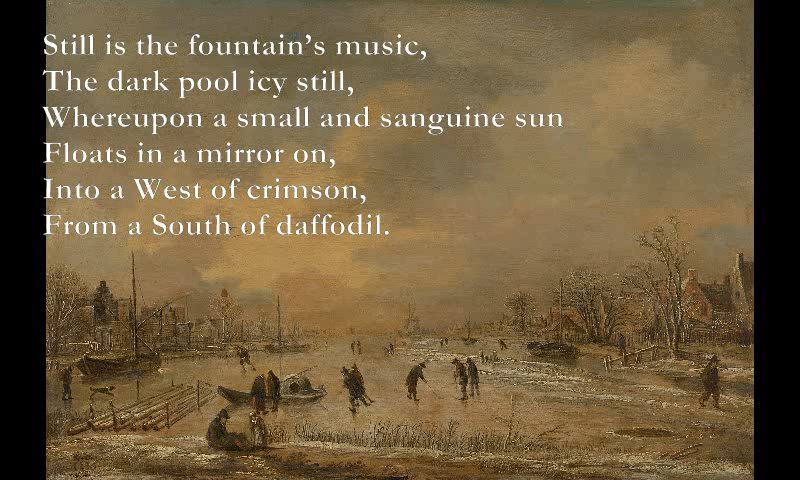 Still is the fountain’s music,
The dark pool icy still,
Whereupon a small and sanguine sun
Floats in a mirror on,
Into a West of crimson,
From a South of daffodil.